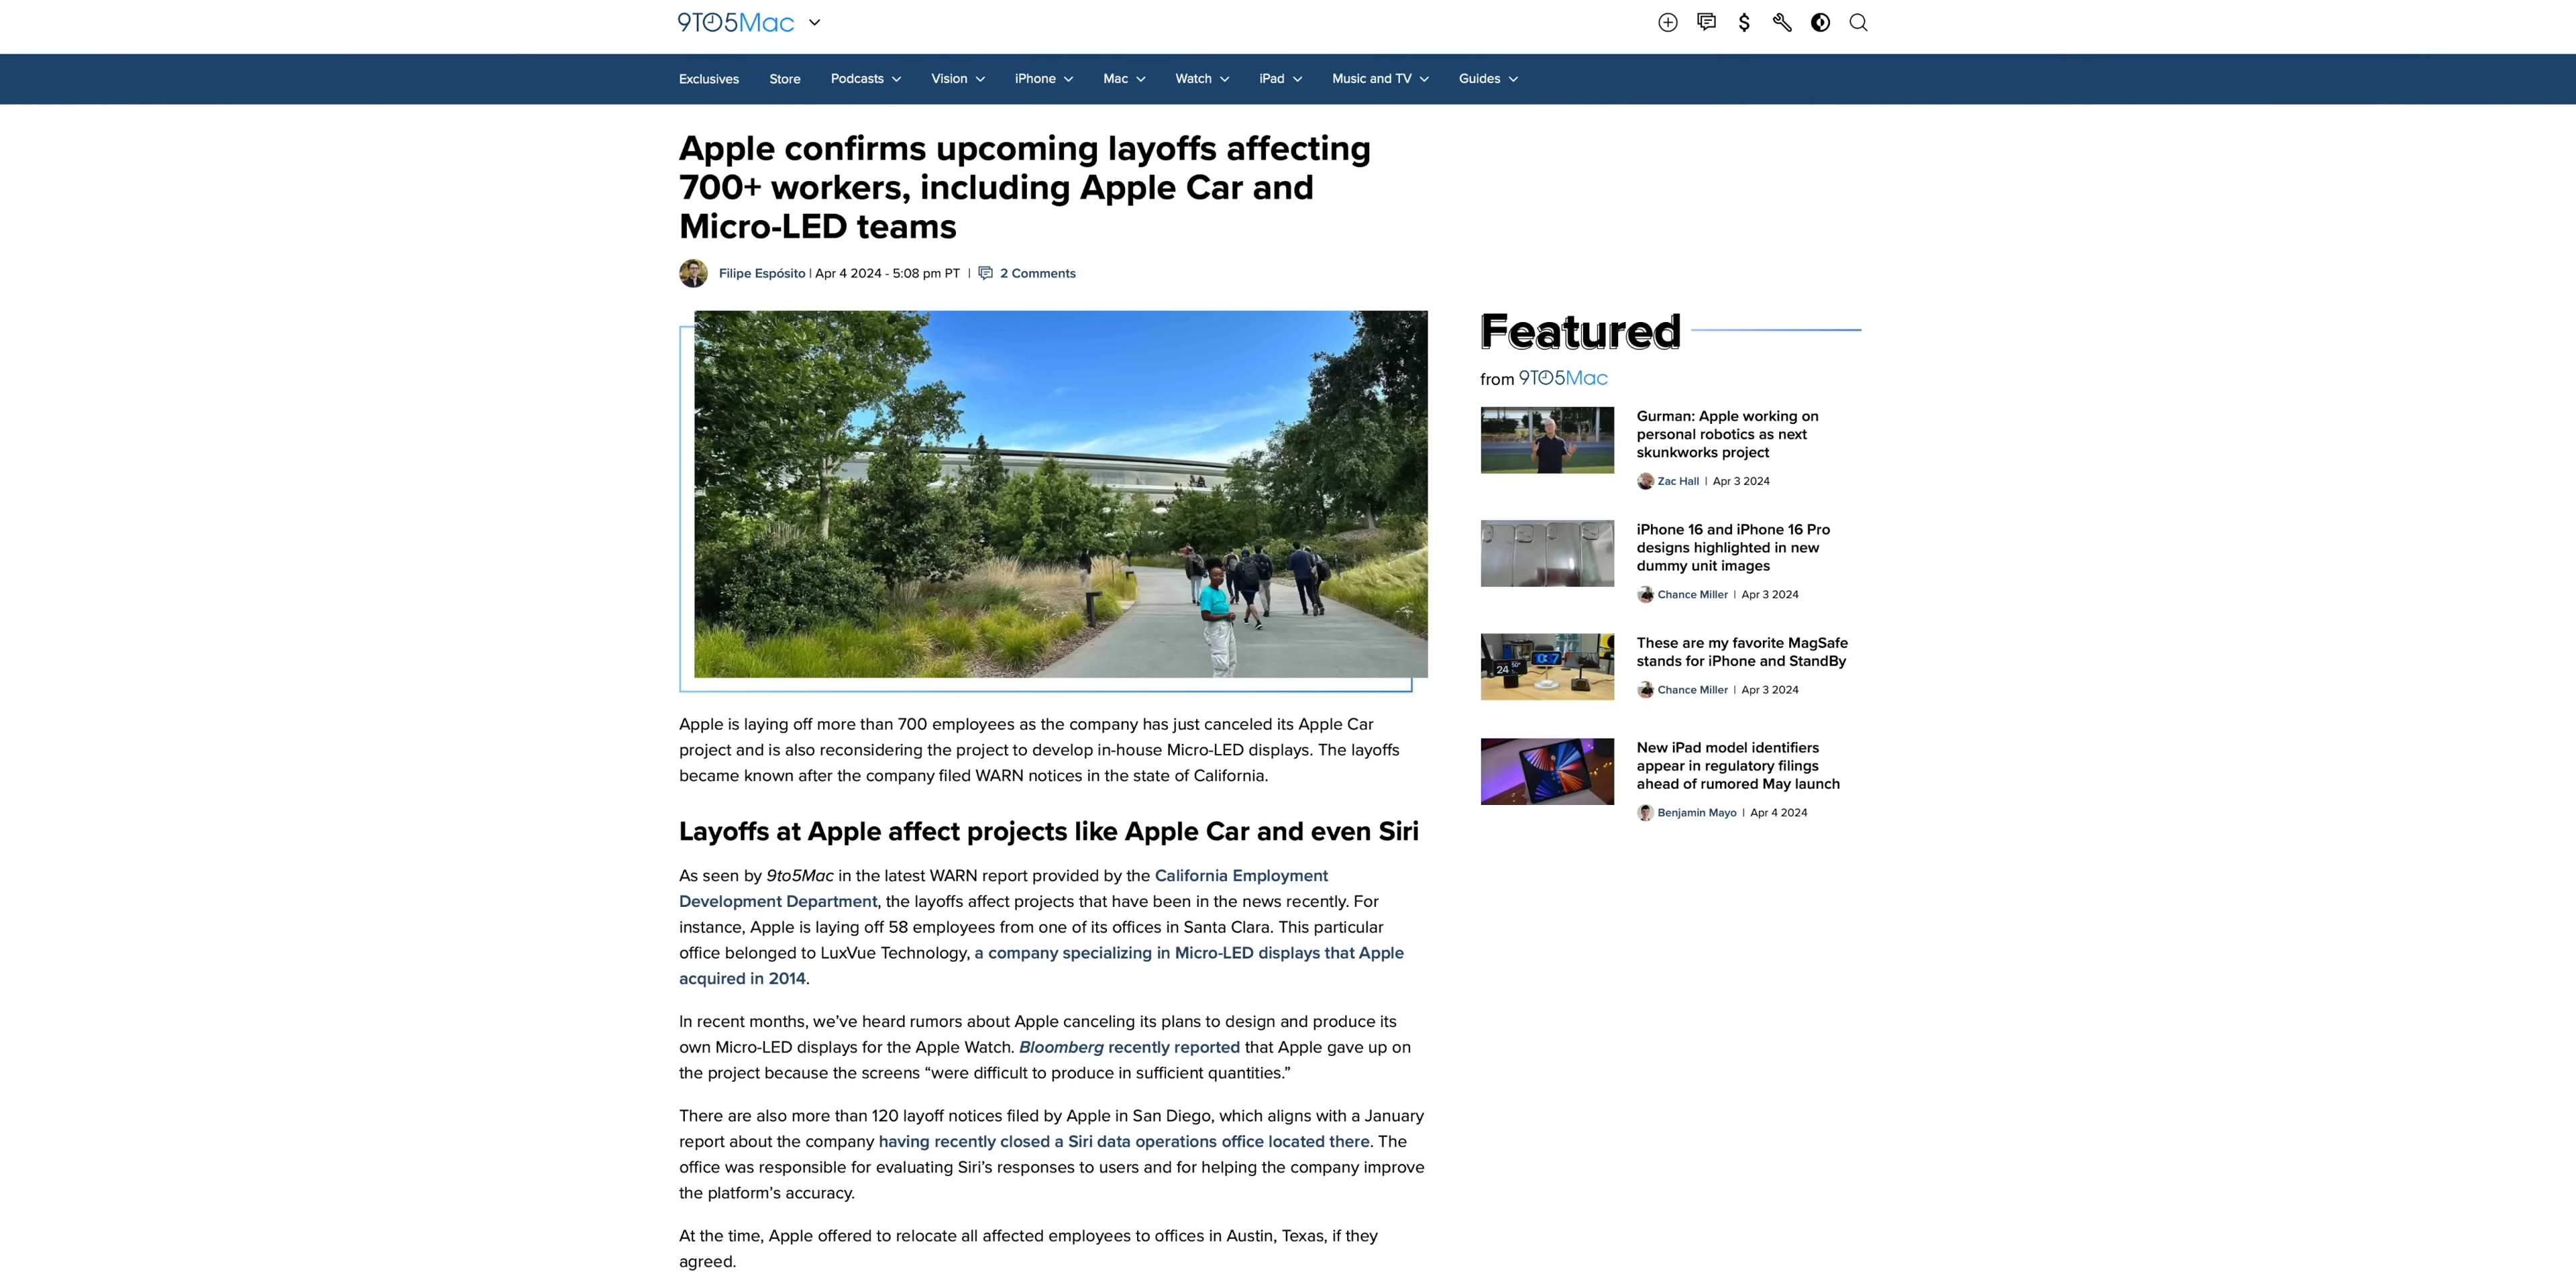 9TO5Mac
Exclusives Store Podcasts Vision iPhone Mac Watch iPad Music and TV Guides
Apple confirms upcoming layoffs affecting
700+ workers, including Apple Car and
Micro-LED teams
Filipe Espósito | Apr 4 2024 - 5:08 pm PT | 2 Comments
Apple is laying off more than 700 employees as the company has just canceled its Apple Car
project and is also reconsidering the project to develop in-house Micro-LED displays. The layoffs
became known after the company filed WARN notices in the state of California.
Layoffs at Apple affect projects like Apple Car and even Siri
As seen by 9to5Mac in the latest WARN report provided by the California Employment
Development Department, the layoffs affect projects that have been in the news recently. For
instance, Apple is laying off 58 employees from one of its offices in Santa Clara. This particular
office belonged to LuxVue Technology, a company specializing in Micro-LED displays that Apple
acquired in 2014.
In recent months, we’ve heard rumors about Apple canceling its plans to design and produce its
own Micro-LED displays for the Apple Watch. Bloomberg recently reported that Apple gave up on
the project because the screens “were difficult to produce in sufficient quantities.”
There are also more than 120 layoff notices filed by Apple in San Diego, which aligns with a January
report about the company having recently closed a Siri data operations office located there. The
office was responsible for evaluating Siri’s responses to users and for helping the company improve
the platform’s accuracy.
At the time, Apple offered to relocate all affected employees to offices in Austin, Texas, if they
agreed.
Featured
from 9TO5Mac
Gurman: Apple working on
personal robotics as next
skunkworks project
Zac Hall | Apr 3 2024
iPhone 16 and iPhone 16 Pro
designs highlighted in new
dummy unit images
Chance Miller | Apr 3 2024
24 50°
0:37
These are my favorite MagSafe
stands for iPhone and StandBy
Chance Miller | Apr 3 2024
New iPad model identifiers
appear in regulatory filings
ahead of rumored May launch
Benjamin Mayo | Apr 4 2024